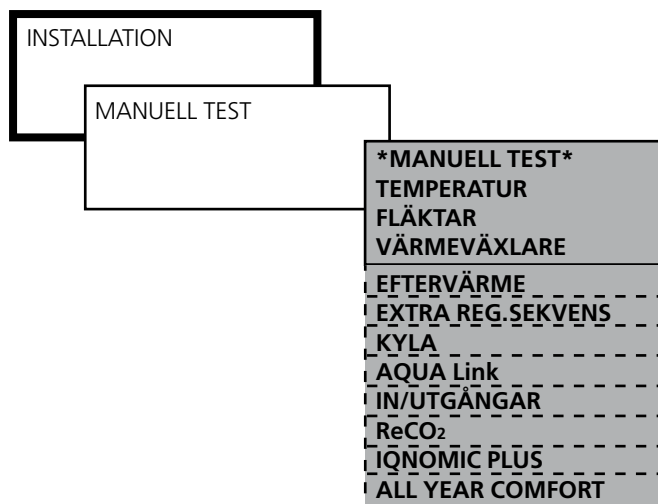 INSTALLATION
MANUELL TEST
*MANUELL TEST*
TEMPERATUR
FLÄKTAR
VÄRMEVÄXLARE
EFTERVÄRME
EXTRA REG.SEKVENS
KYLA
AQUA Link
IN/UTGÅNGAR
ReCO₂
IQNOMIC PLUS
ALL YEAR COMFORT